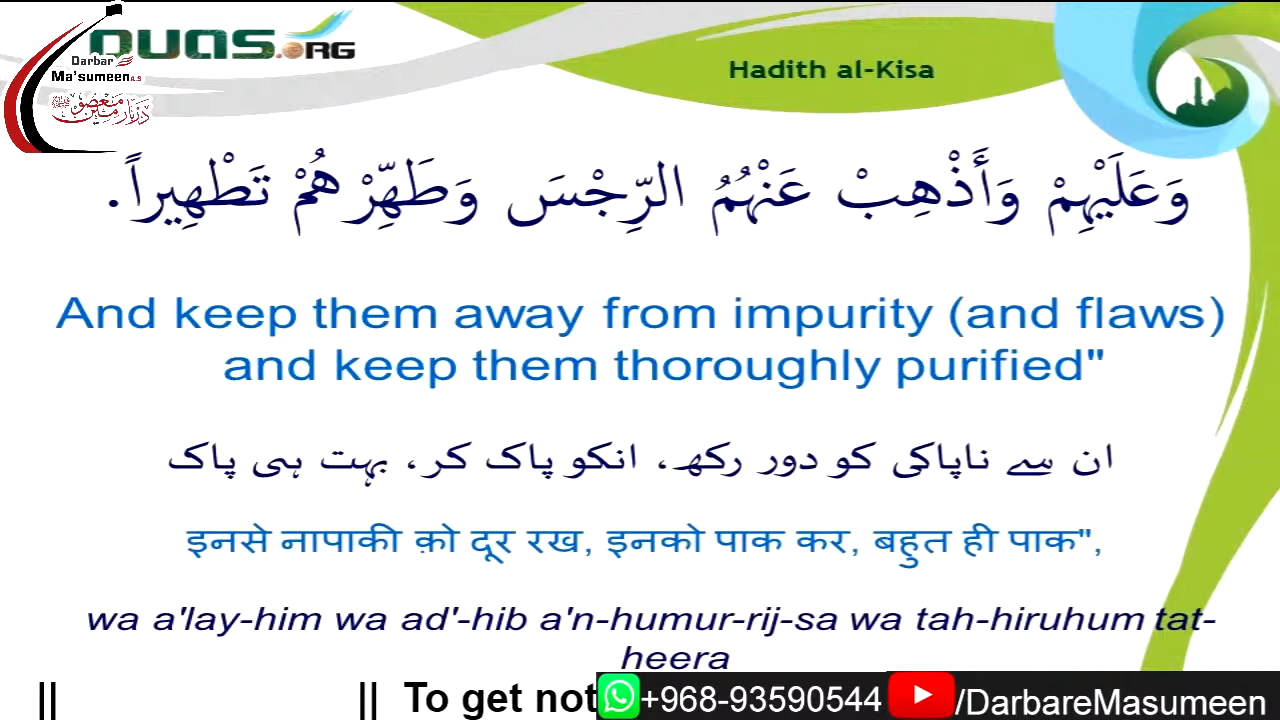 DUAS.ORG
Darbar
Ma'sumeen A.S
دربار معصومین
Hadith al-Kisa
وَعَلَيْهِمْ وَأَذْهِبْ عَنْهُمُ الرِّجْسَ وَطَهِّرْهُمْ تَطْهِيراً.
And keep them away from impurity (and flaws)
and keep them thoroughly purified"
ان سے ناپاکی کو دور رکھ، انکو پاک کر، بہت ہی پاک
इनसे नापाकी क़ो दूर रख, इनको पाक कर, बहुत ही पाक",
wa a'lay-him wa ad'-hib a'n-humur-rij-sa wa tah-hiruhum tat-
heera
|| || To get not
+968-93590544 /DarbareMasumeen